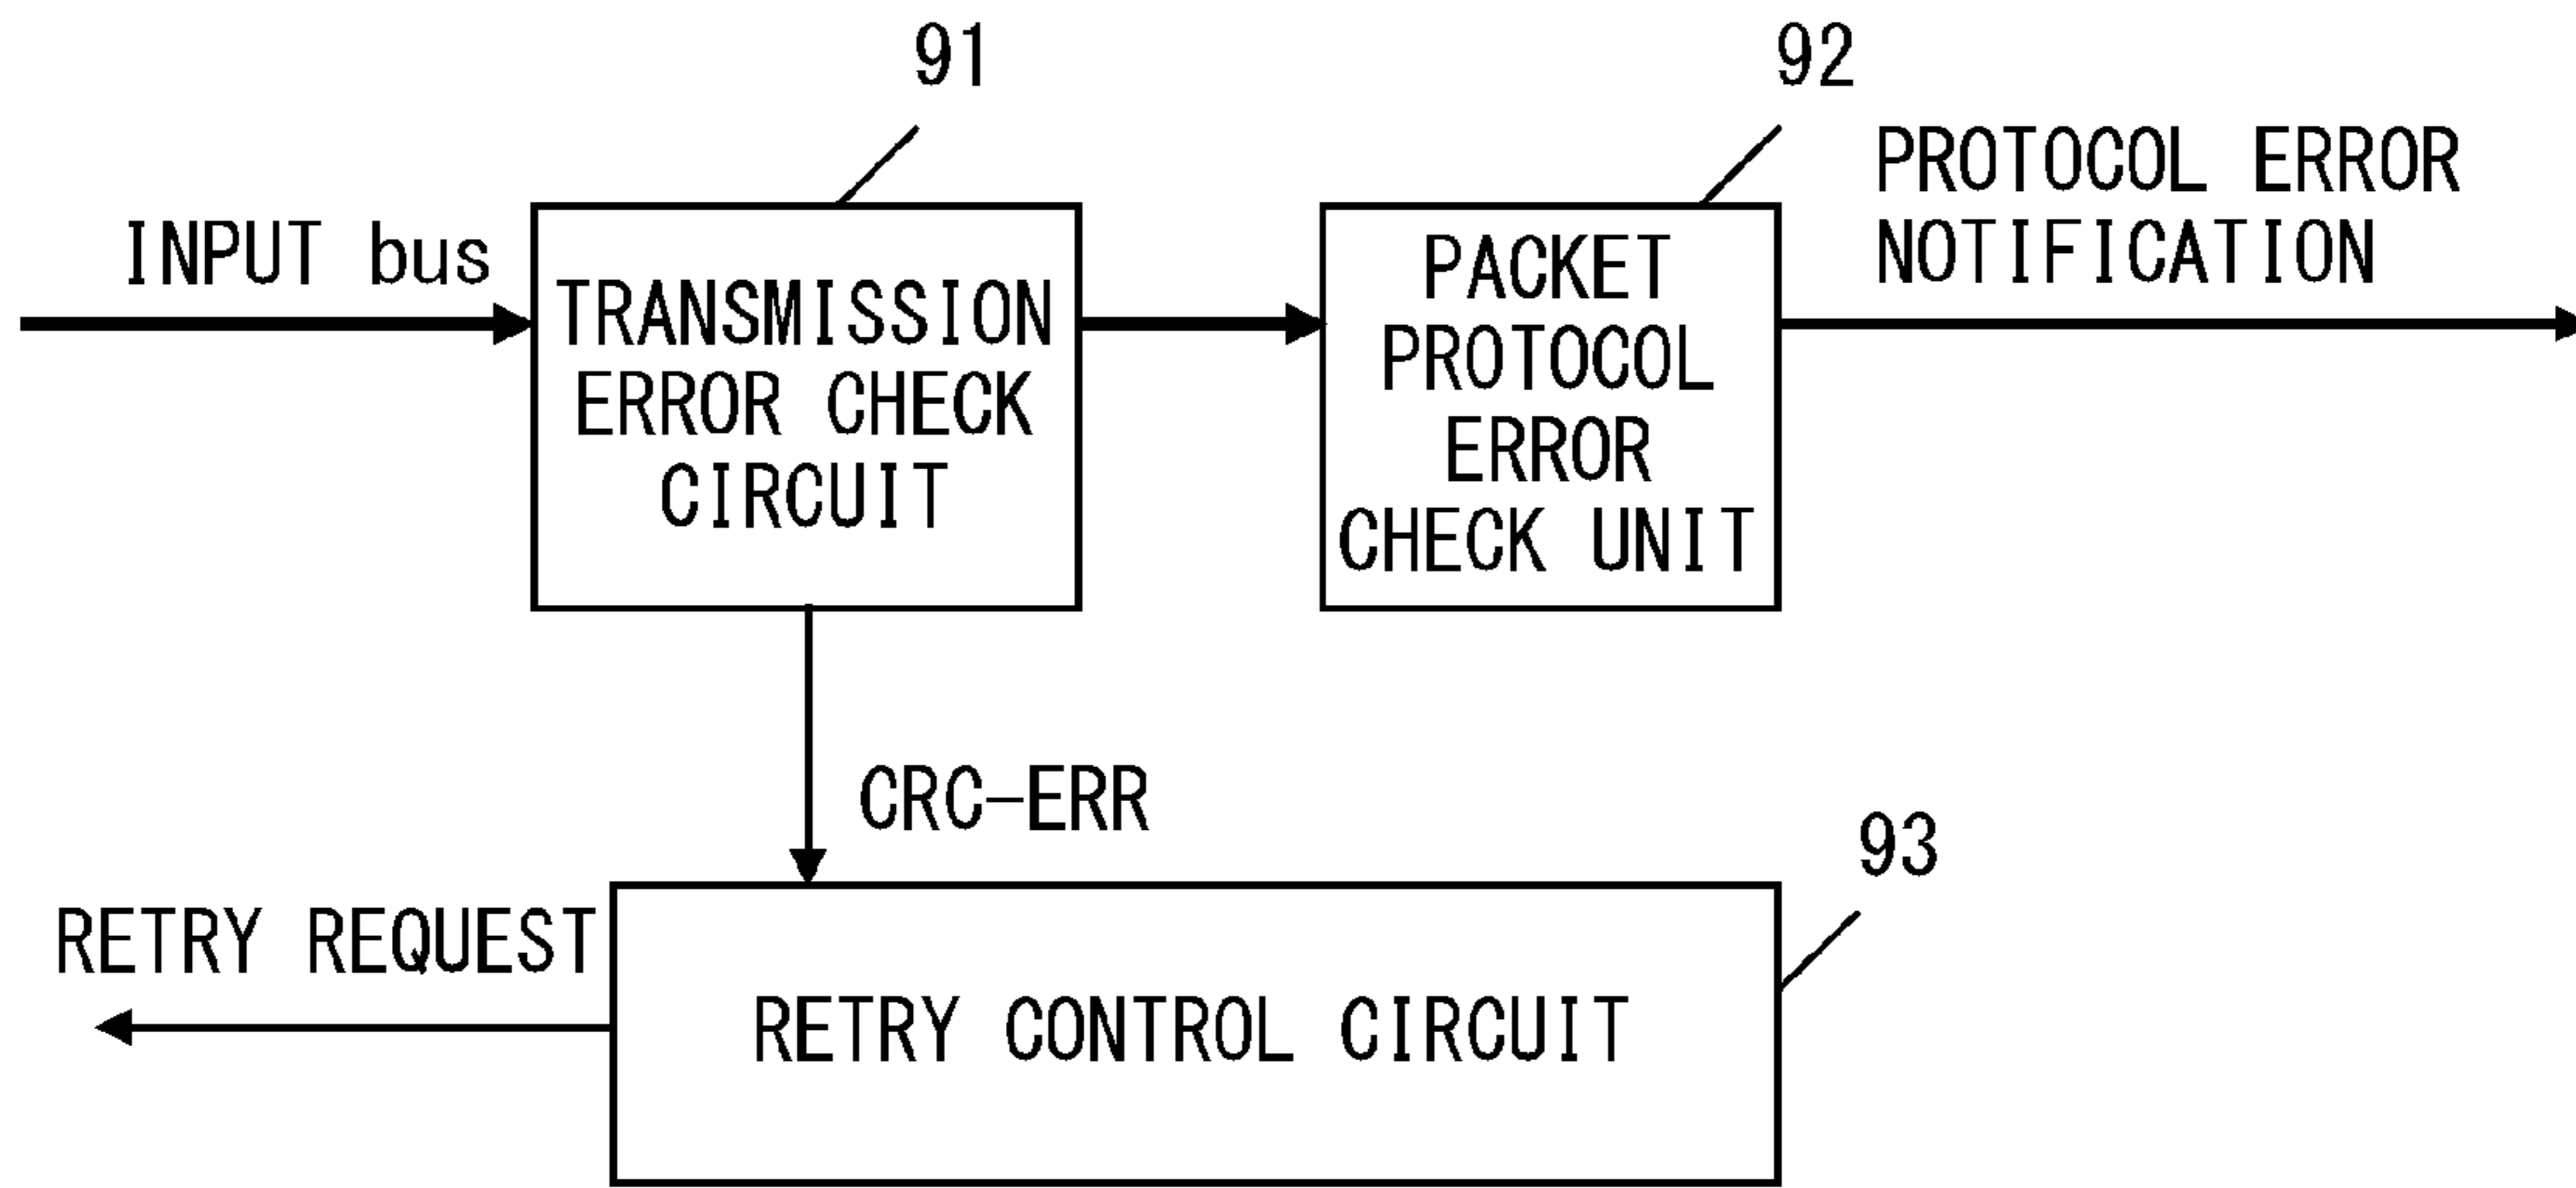 91
92
INPUT bus
TRANSMISSION
ERROR CHECK
CIRCUIT
PACKET
PROTOCOL
ERROR
CHECK UNIT
PROTOCOL ERROR
NOTIFICATION
CRC-ERR
93
RETRY REQUEST
RETRY CONTROL CIRCUIT